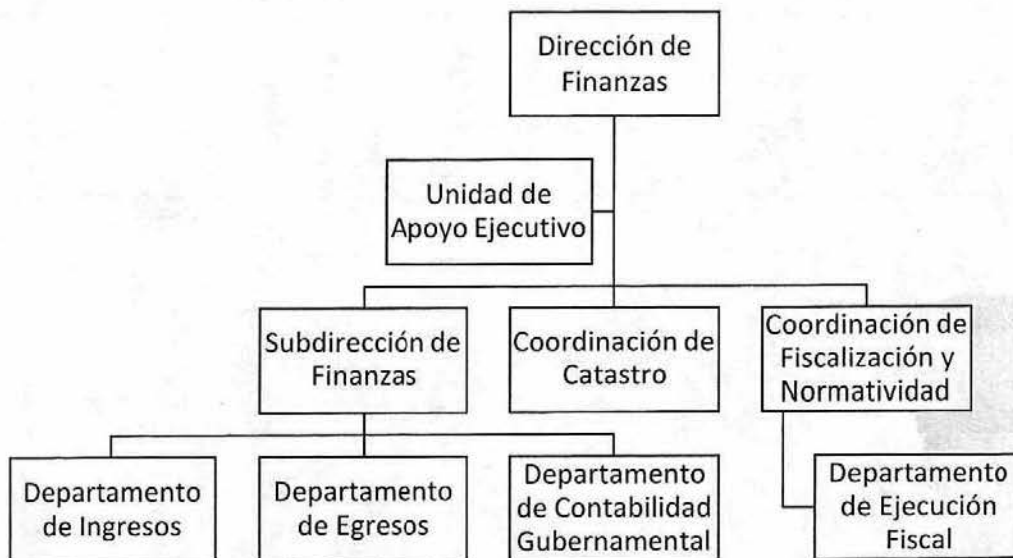 Dirección de
Finanzas
Unidad de
Apoyo Ejecutivo
Subdirección de
Finanzas
Coordinación de
Catastro
Coordinación de
Fiscalización y
Normatividad
Departamento
de Ingresos
Departamento
de Egresos
Departamento
de Contabilidad
Gubernamental
Departamento
de Ejecución
Fiscal